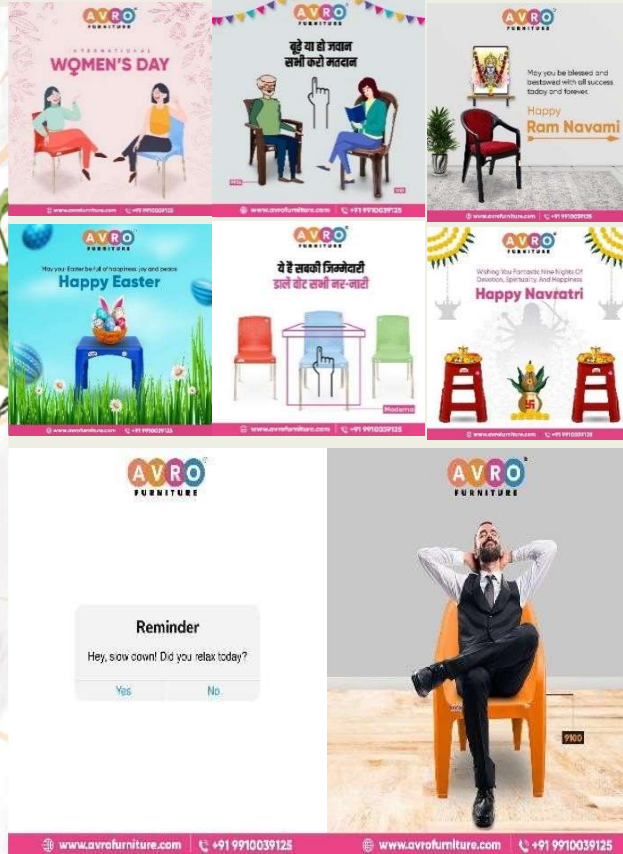 AVRO
FURNITURE
INTERNATIONAL
WOMEN'S DAY
www.avrofurniture.com +91 9910039125
AVRO
FURNITURE
बूढ़े या हो जवान
सभी करो मतदान
www.avrofurniture.com +91 9910039125
AVRO
FURNITURE
May you be blessed and
bestowed with all success
today and forever.
Happy
Ram Navami
www.avrofurniture.com +91 9910039125
AVRO
FURNITURE
May your Easter be full of happiness, joy and peace
Happy Easter
www.avrofurniture.com +91 9910039125
AVRO
FURNITURE
ये है सबकी जिम्मेदारी
डालें वोट सभी नर-नारी
Moderna
www.avrofurniture.com +91 9910039125
AVRO
FURNITURE
Wishing You Fantastic Nine Nights Of
Devotion, Spirituality, And Happiness
Happy Navratri
www.avrofurniture.com +91 9910039125
AVRO
FURNITURE
Reminder
Hey, slow down! Did you relax today?
Yes No
www.avrofurniture.com +91 9910039125
AVRO
FURNITURE
9100
www.avrofurniture.com +91 9910039125